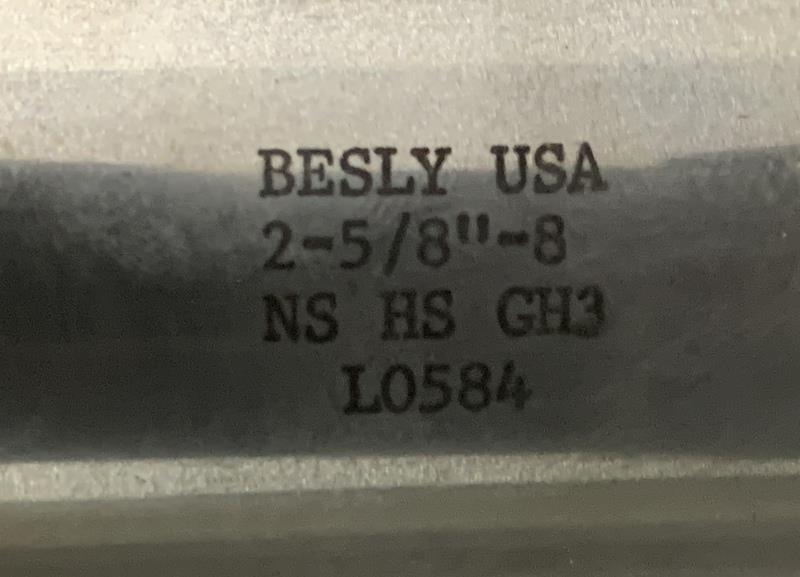 BESLY USA
2-5/8"-8
NS HS GH3
L0584